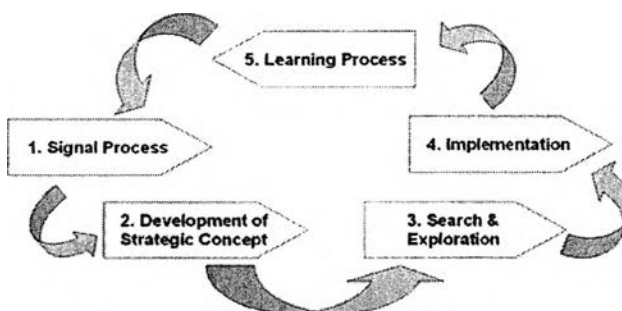 5. Learning Process
1. Signal Process
4. Implementation
2. Development of
Strategic Concept
3. Search &
Exploration